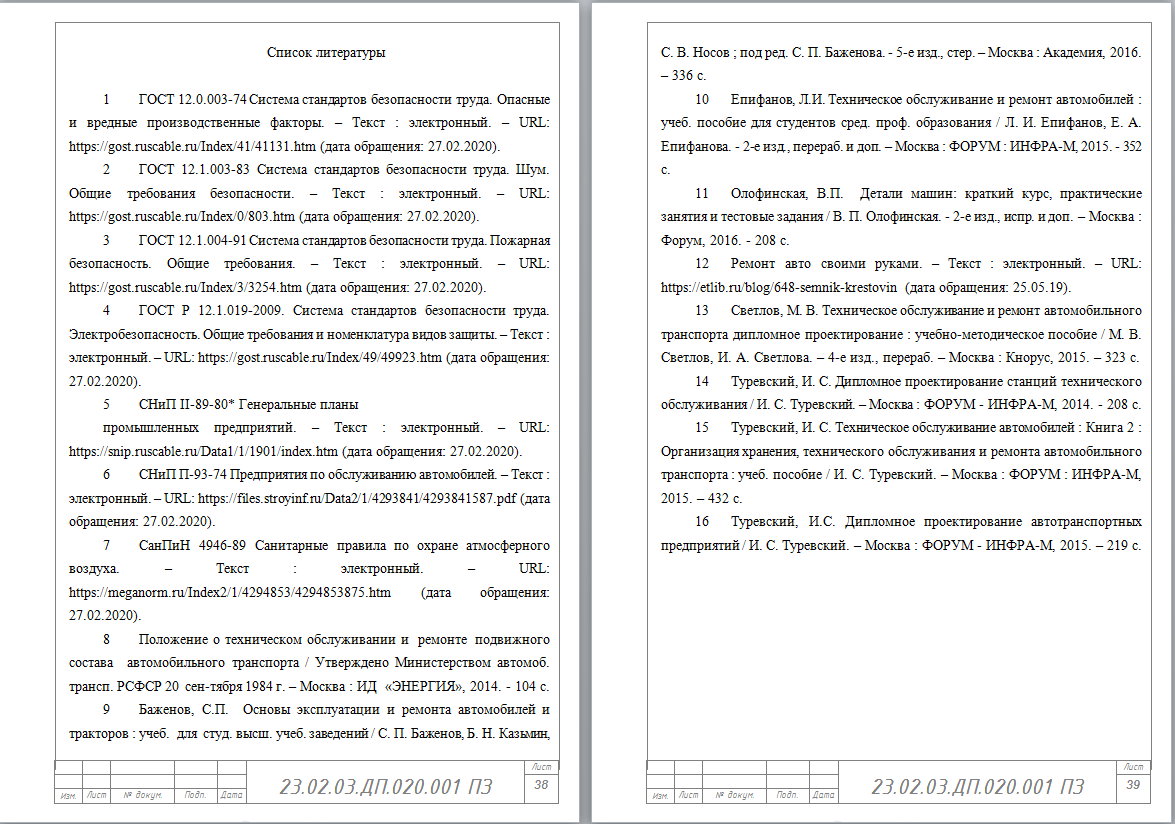 Список литературы
1 ГОСТ 12.0.003-74 Система стандартов безопасности труда. Опасные
и вредные производственные факторы. – Текст : электронный. – URL:
https://gost.ruscable.ru/Index/41/41131.htm (дата обращения: 27.02.2020).
2 ГОСТ 12.1.003-83 Система стандартов безопасности труда. Шум.
Общие требования безопасности. – Текст : электронный. – URL:
https://gost.ruscable.ru/Index/0/803.htm (дата обращения: 27.02.2020).
3 ГОСТ 12.1.004-91 Система стандартов безопасности труда. Пожарная
безопасность. Общие требования. – Текст : электронный. – URL:
https://gost.ruscable.ru/Index/3/3254.htm (дата обращения: 27.02.2020).
4 ГОСТ Р 12.1.019-2009. Система стандартов безопасности труда.
Электробезопасность. Общие требования и номенклатура видов защиты. – Текст :
электронный. – URL: https://gost.ruscable.ru/Index/49/49923.htm (дата обращения:
27.02.2020).
5 СНиП II-89-80* Генеральные планы
промышленных предприятий. – Текст : электронный. – URL:
https://snip.ruscable.ru/Data1/1/1901/index.htm (дата обращения: 27.02.2020).
6 СНиП П-93-74 Предприятия по обслуживанию автомобилей. – Текст :
электронный. – URL: https://files.stroyinf.ru/Data2/1/4293841/4293841587.pdf (дата
обращения: 27.02.2020).
7 СанПиН 4946-89 Санитарные правила по охране атмосферного
воздуха. – Текст : электронный. – URL:
https://meganorm.ru/Index2/1/4294853/4294853875.htm (дата обращения:
27.02.2020).
8 Положение о техническом обслуживании и ремонте подвижного
состава автомобильного транспорта / Утверждено Министерством автомоб.
трансп. РСФСР 20 сен-тября 1984 г. – Москва : ИД «ЭНЕРГИЯ», 2014. - 104 с.
9 Баженов, С.П. Основы эксплуатации и ремонта автомобилей и
тракторов : учеб. для студ. высш. учеб. заведений / С. П. Баженов, Б. Н. Казьмин,
Изм. Лист № докум. Подп. Дата
23.02.03.ДП.020.001 ПЗ
Лист
38
С. В. Носов ; под ред. С. П. Баженова. - 5-е изд., стер. – Москва : Академия, 2016.
– 336 с.
10 Епифанов, Л.И. Техническое обслуживание и ремонт автомобилей :
учеб. пособие для студентов сред. проф. образования / Л. И. Епифанов, Е. А.
Епифанова. - 2-е изд., перераб. и доп. – Москва : ФОРУМ : ИНФРА-М, 2015. - 352
с.
11 Олофинская, В.П. Детали машин: краткий курс, практические
занятия и тестовые задания / В. П. Олофинская. - 2-е изд., испр. и доп. – Москва :
Форум, 2016. - 208 с.
12 Ремонт авто своими руками. – Текст : электронный. – URL:
https://etlib.ru/blog/648-semnik-krestovin (дата обращения: 25.05.19).
13 Светлов, М. В. Техническое обслуживание и ремонт автомобильного
транспорта дипломное проектирование : учебно-методическое пособие / М. В.
Светлов, И. А. Светлова. – 4-е изд., перераб. – Москва : Кнорус, 2015. – 323 с.
14 Туревский, И. С. Дипломное проектирование станций технического
обслуживания / И. С. Туревский. – Москва : ФОРУМ - ИНФРА-М, 2014. - 208 с.
15 Туревский, И. С. Техническое обслуживание автомобилей : Книга 2 :
Организация хранения, технического обслуживания и ремонта автомобильного
транспорта : учеб. пособие / И. С. Туревский. – Москва : ФОРУМ : ИНФРА-М,
2015. – 432 с.
16 Туревский, И.С. Дипломное проектирование автотранспортных
предприятий / И. С. Туревский. – Москва : ФОРУМ - ИНФРА-М, 2015. – 219 с.
Изм. Лист № докум. Подп. Дата
23.02.03.ДП.020.001 ПЗ
Лист
39